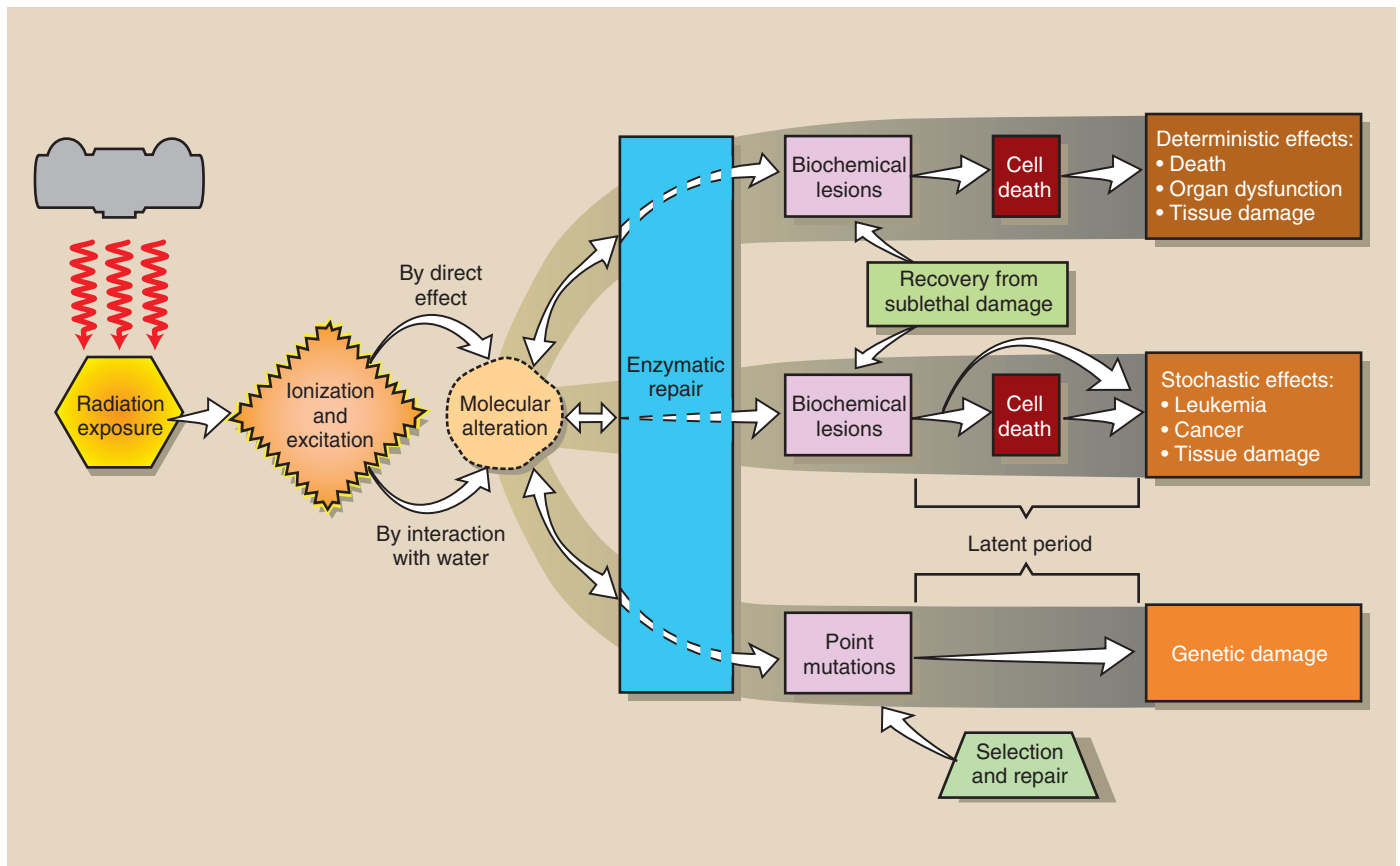 Radiation
exposure
Ionization
and
excitation
By direct
effect
By interaction
with water
Molecular
alteration
Enzymatic
repair
Biochemical
lesions
Cell
death
Deterministic effects:
• Death
• Organ dysfunction
• Tissue damage
Recovery from
sublethal damage
Biochemical
lesions
Cell
death
Stochastic effects:
• Leukemia
• Cancer
• Tissue damage
Latent period
Point
mutations
Genetic damage
Selection
and repair